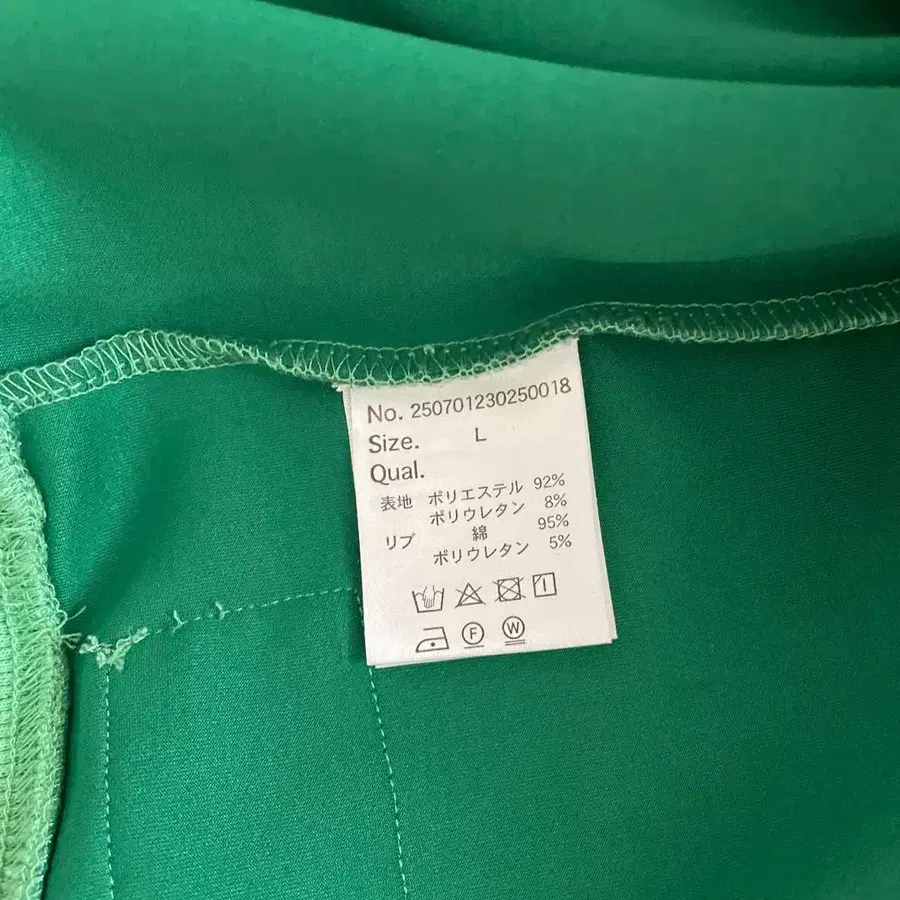 No. 250701230250018
Size. L
Qual.
表地 ポリエステル 92%
ポリウレタン 8%
リブ 綿 95%
ポリウレタン 5%
F W